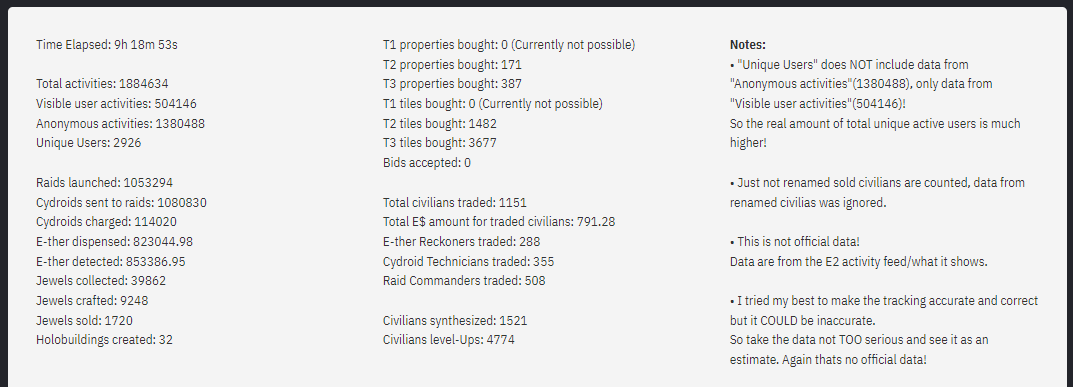 Time Elapsed: 9h 18m 53s
Total activities: 1884634
Visible user activities: 504146
Anonymous activities: 1380488
Unique Users: 2926
Raids launched: 1053294
Cydroids sent to raids: 1080830
Cydroids charged: 114020
E-ther dispensed: 823044.98
E-ther detected: 853386.95
Jewels collected: 39862
Jewels crafted: 9248
Jewels sold: 1720
Holobuildings created: 32
T1 properties bought: 0 (Currently not possible)
T2 properties bought: 171
T3 properties bought: 387
T1 tiles bought: 0 (Currently not possible)
T2 tiles bought: 1482
T3 tiles bought: 3677
Bids accepted: 0
Total civilians traded: 1151
Total E$ amount for traded civilians: 791.28
E-ther Reckoners traded: 288
Cydroid Technicians traded: 355
Raid Commanders traded: 508
Civilians synthesized: 1521
Civilians level-Ups: 4774
Notes:
▪ "Unique Users" does NOT include data from
"Anonymous activities"(1380488), only data from
"Visible user activities"(504146)!
So the real amount of total unique active users is much
higher!
▪ Just not renamed sold civilians are counted, data from
renamed civilias was ignored.
▪ This is not official data!
Data are from the E2 activity feed/what it shows.
▪ I tried my best to make the tracking accurate and correct
but it COULD be inaccurate.
So take the data not TOO serious and see it as an
estimate. Again thats no official data!